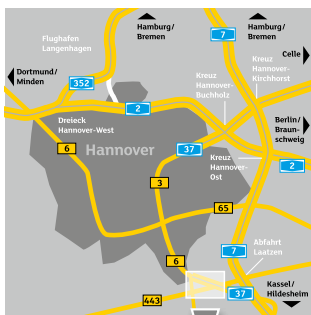 Hamburg/
Bremen
Hamburg/
Bremen
7
Flughafen
Langenhagen
Celle
Kreuz
Hannover-
Kirchhorst
Dortmund/
Minden
352
Kreuz
Hannover-
Buchholz
2
Dreieck
Hannover-West
Berlin/
Braun-
schweig
6
Hannover
37
Kreuz
Hannover-
Ost
2
3
65
7
Abfahrt
Laatzen
6
Kassel/
Hildesheim
37
443